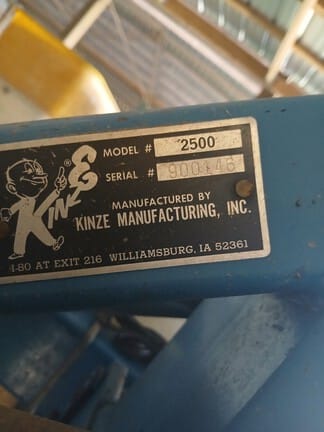 KINZE®
MODEL # 2500
SERIAL # 900146
MANUFACTURED BY
KINZE MANUFACTURING, INC.
I-80 AT EXIT 216 WILLIAMSBURG, IA 52361